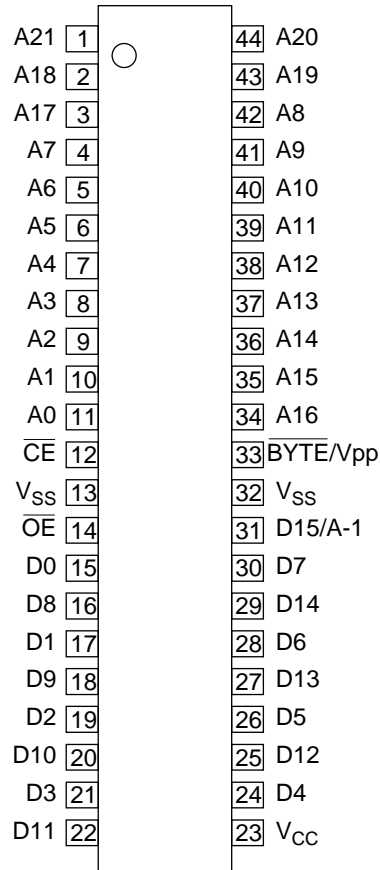 A21 1 44 A20
A18 2 43 A19
A17 3 42 A8
A7 4 41 A9
A6 5 40 A10
A5 6 39 A11
A4 7 38 A12
A3 8 37 A13
A2 9 36 A14
A1 10 35 A15
A0 11 34 A16
C̅E̅ 12 33 B̅Y̅T̅E̅/Vpp
VSS 13 32 VSS
O̅E̅ 14 31 D15/A-1
D0 15 30 D7
D8 16 29 D14
D1 17 28 D6
D9 18 27 D13
D2 19 26 D5
D10 20 25 D12
D3 21 24 D4
D11 22 23 VCC